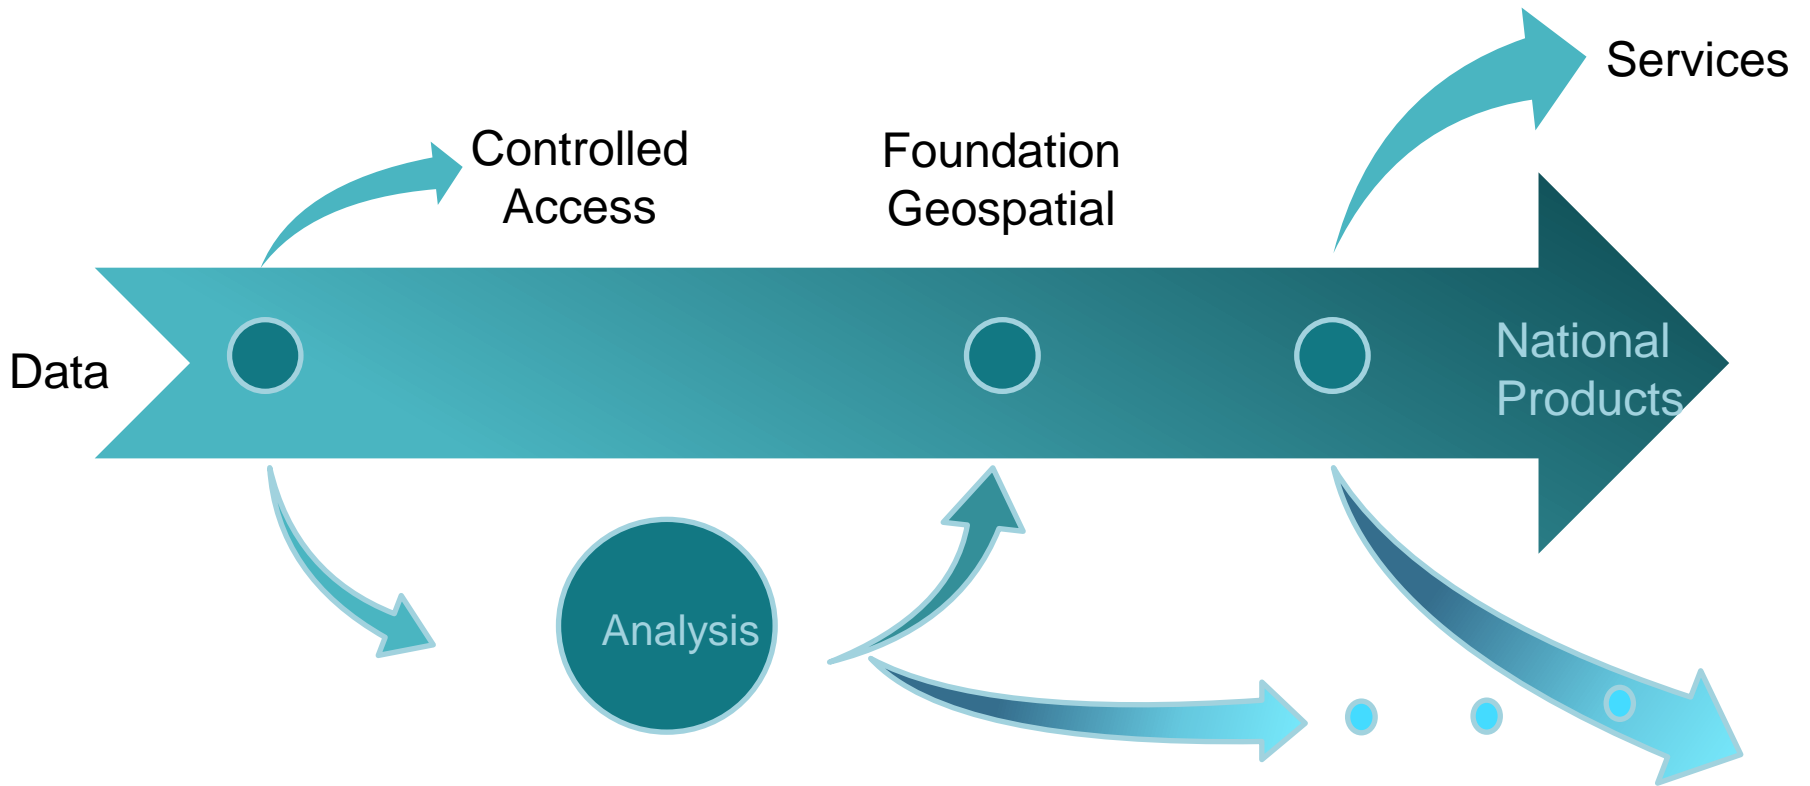 Services
Controlled
Access
Foundation
Geospatial
Data
National
Products
Analysis